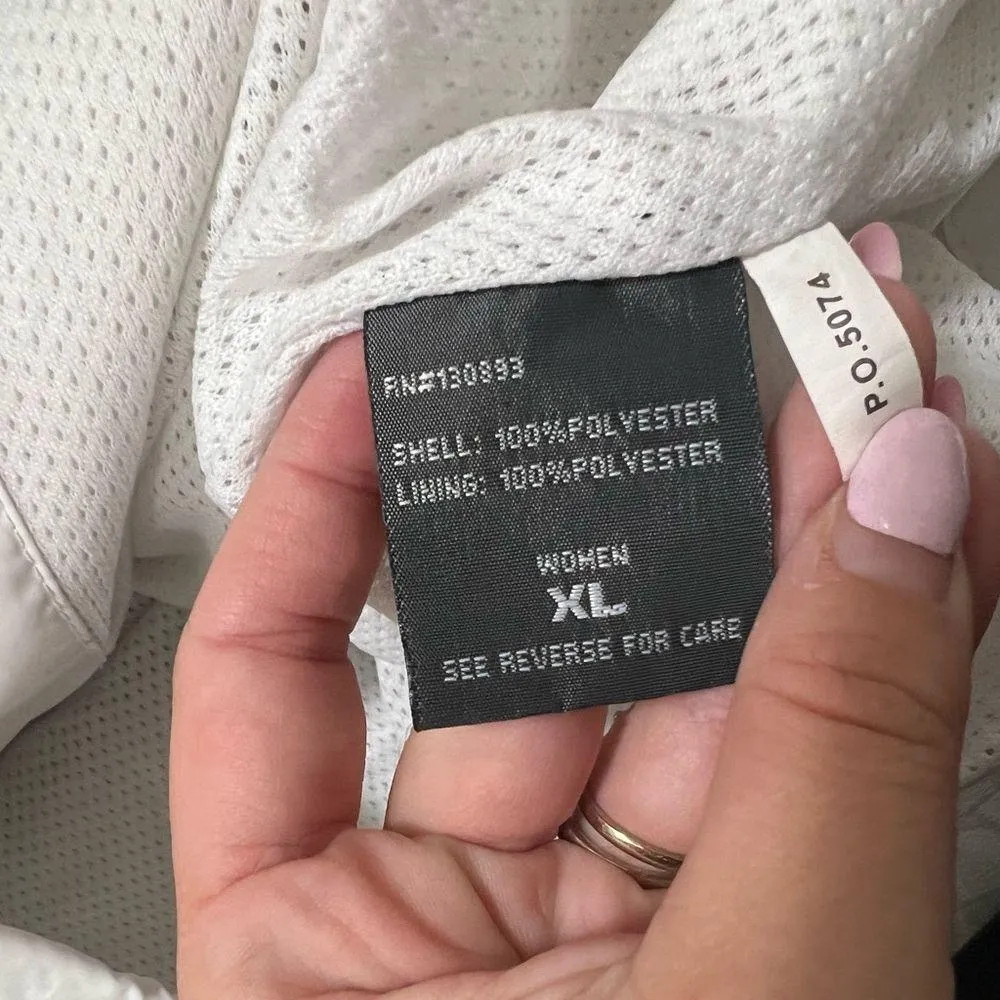 RN#130893
SHELL: 100%POLYESTER
LINING: 100%POLYESTER
WOMEN
XL
SEE REVERSE FOR CARE
P.O.5074